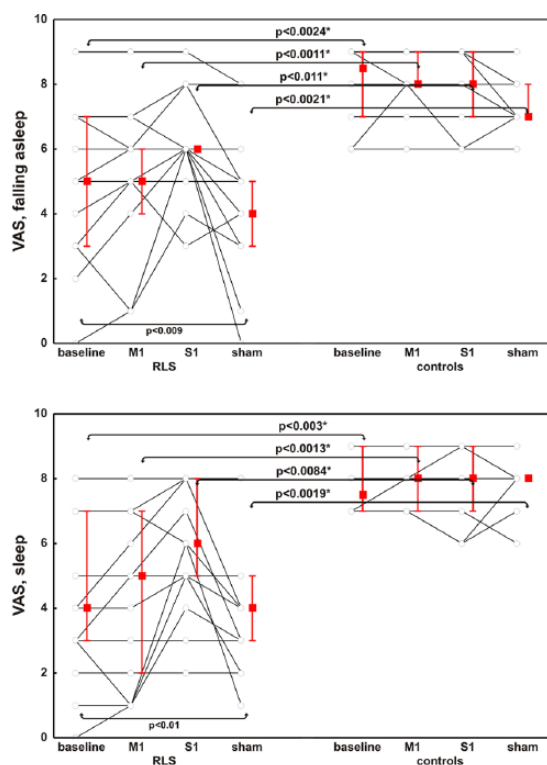 10
p<0.0024*
p<0.0011*
8
p<0.011*
p<0.0021*
VAS, falling asleep
6
4
2
p<0.009
0
baseline M1 S1 sham baseline M1 S1 sham
RLS controls
10
p<0.003*
p<0.0013*
8
p<0.0084*
p<0.0019*
VAS, sleep
6
4
2
p<0.01
0
baseline M1 S1 sham baseline M1 S1 sham
RLS controls